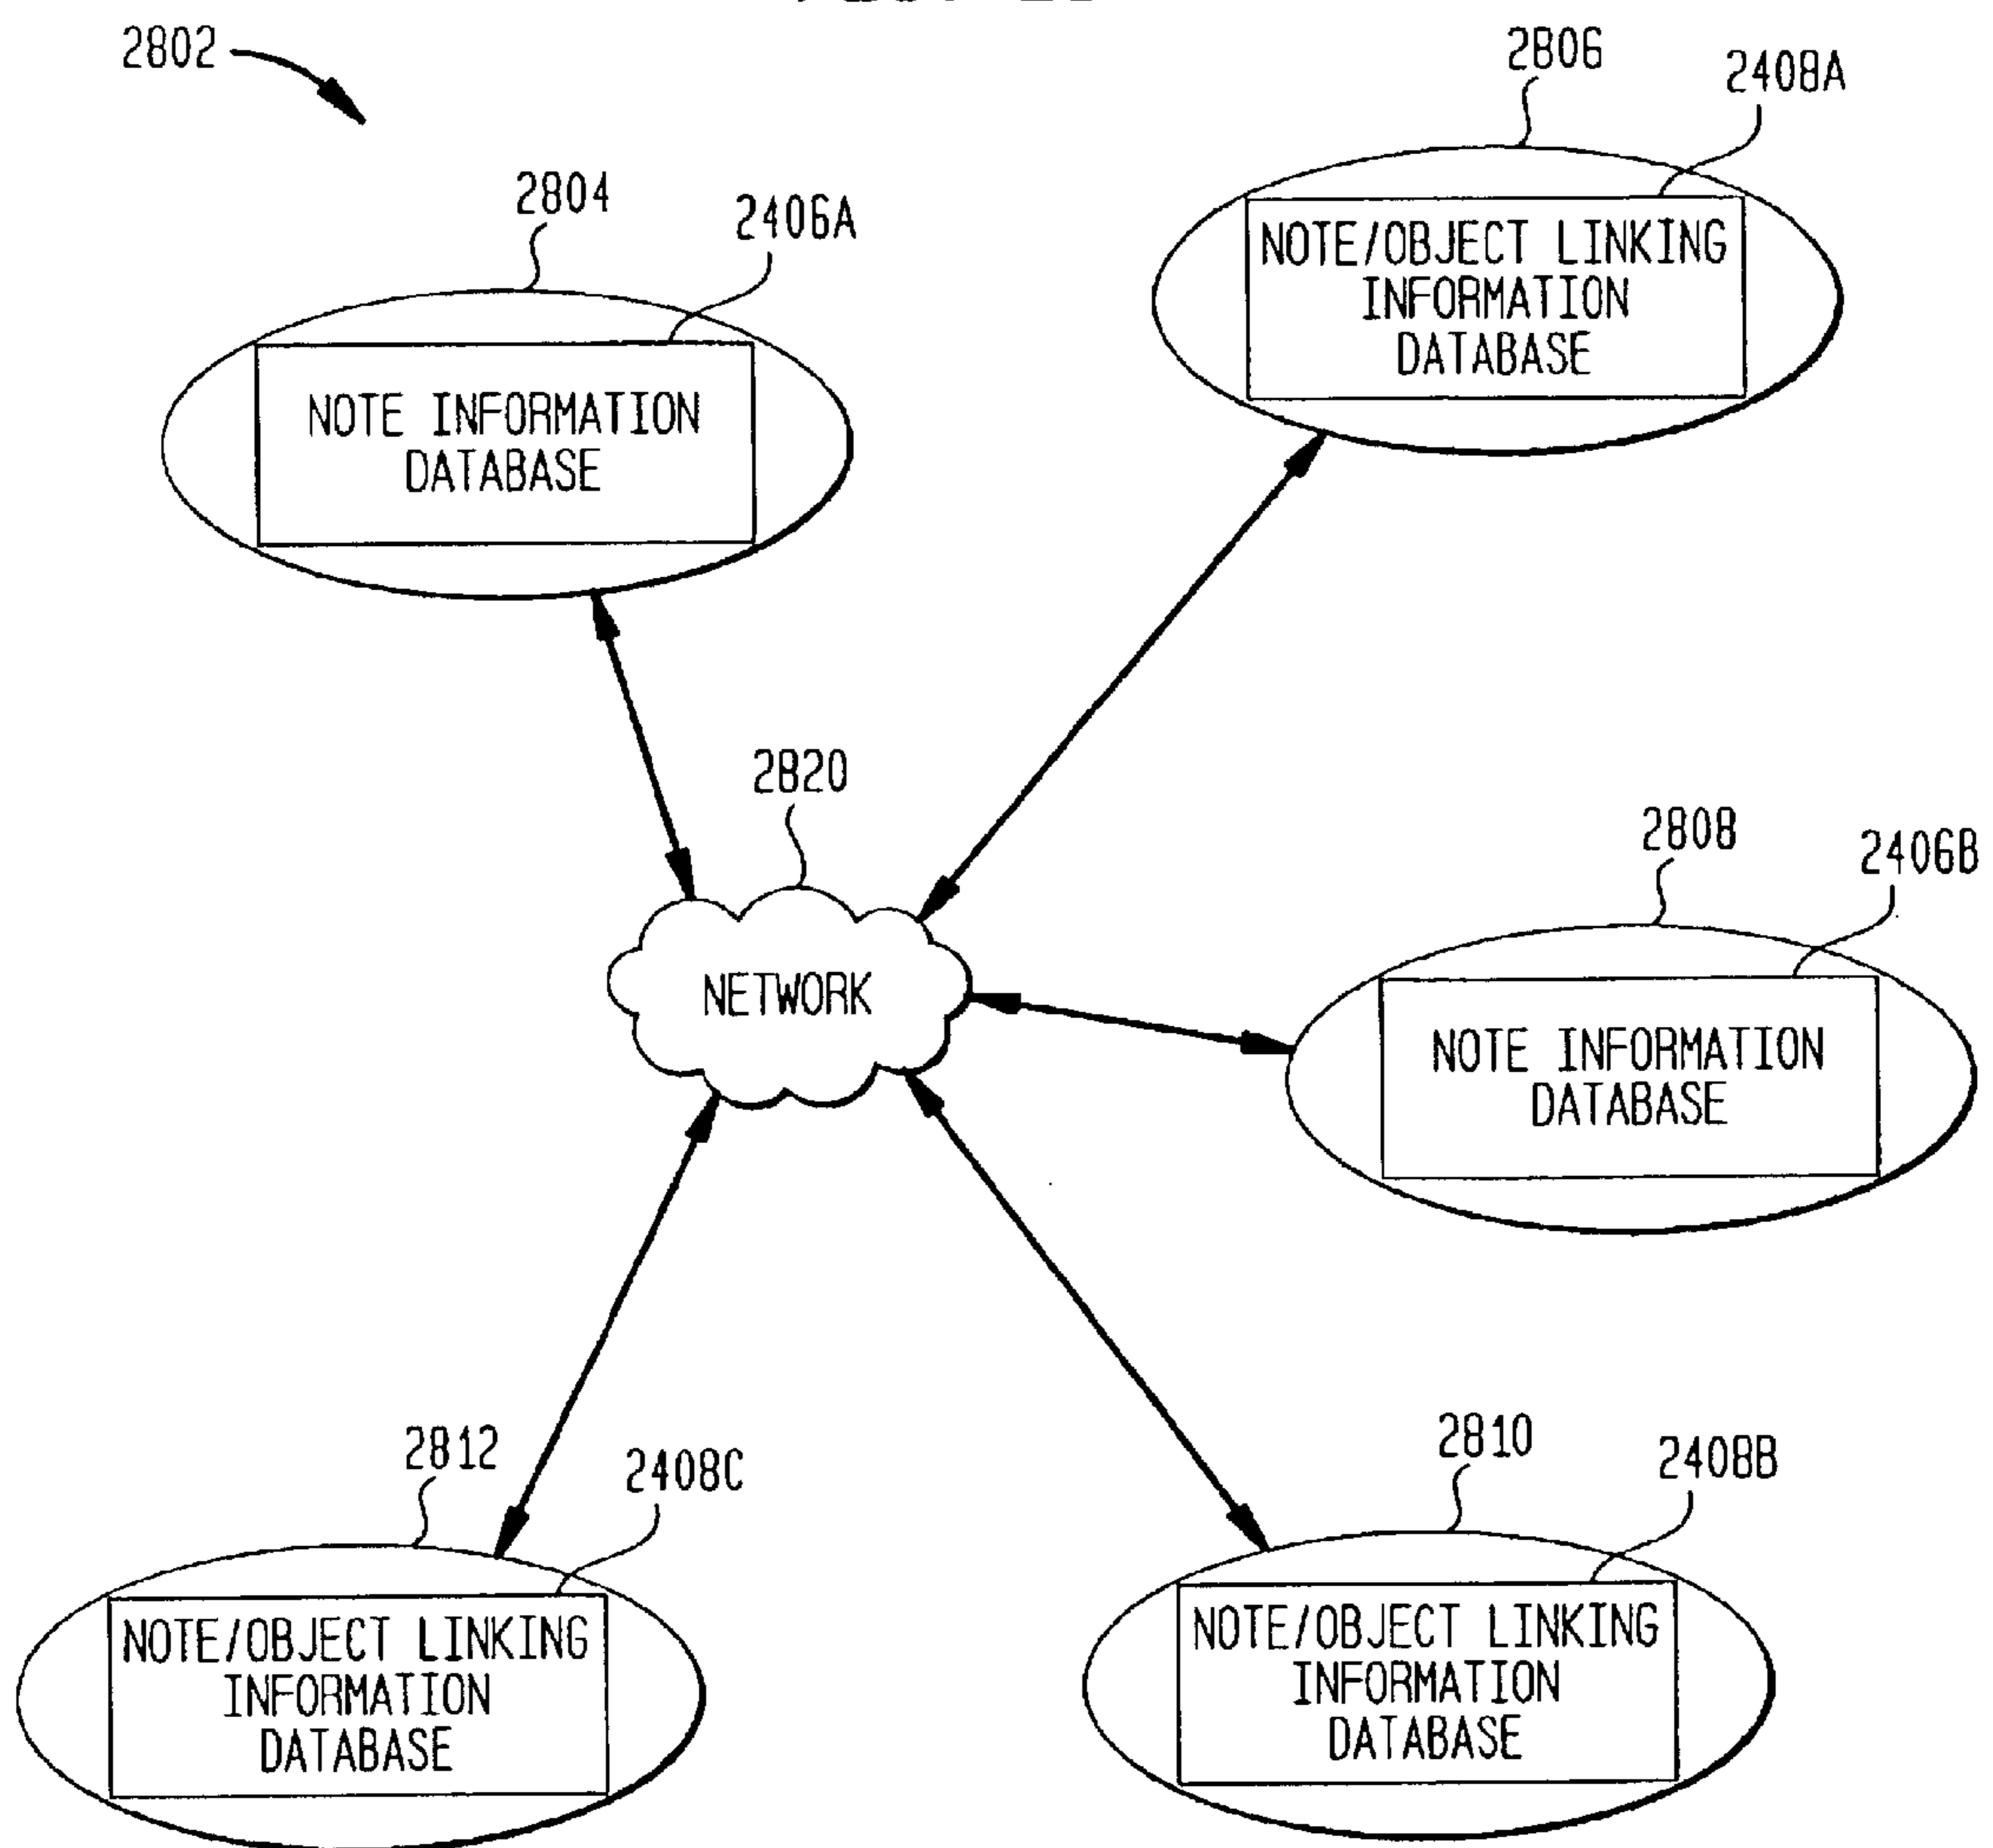 2802
2806
2408A
2804
2406A
NOTE/OBJECT LINKING
INFORMATION
DATABASE
NOTE INFORMATION
DATABASE
2820
2808
2406B
NETWORK
NOTE INFORMATION
DATABASE
2812
2408C
2810
2408B
NOTE/OBJECT LINKING
INFORMATION
DATABASE
NOTE/OBJECT LINKING
INFORMATION
DATABASE